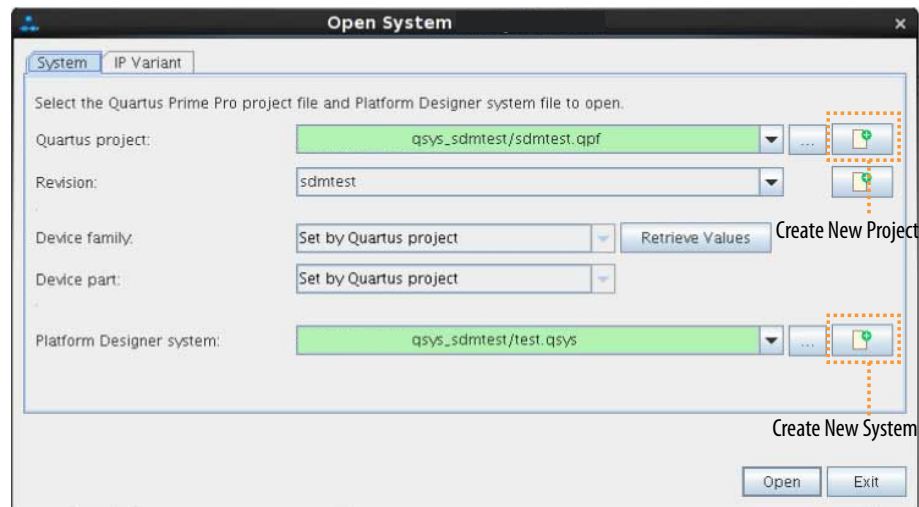 Open System
System IP Variant
Select the Quartus Prime Pro project file and Platform Designer system file to open.
Quartus project: qsys_sdmtest/sdmtest.qpf ...
Revision: sdmtest
Create New Project
Device family: Set by Quartus project Retrieve Values
Device part: Set by Quartus project
Platform Designer system: qsys_sdmtest/test.qsys ...
Create New System
Open Exit